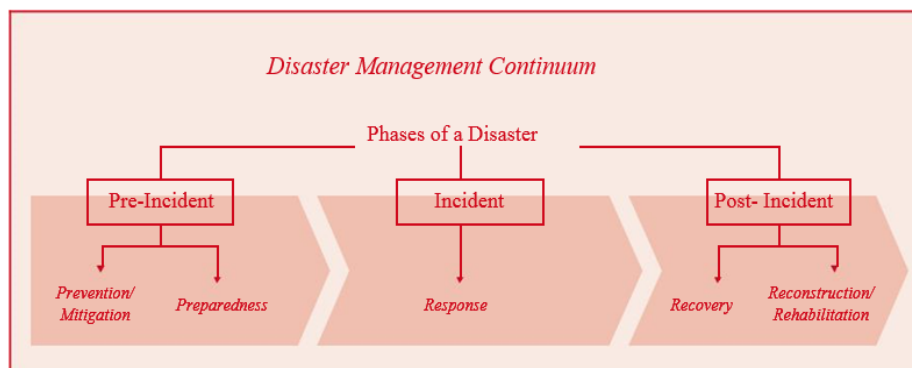 Disaster Management Continuum
Phases of a Disaster
Pre-Incident
Incident
Post- Incident
Prevention/
Mitigation
Preparedness
Response
Recovery
Reconstruction/
Rehabilitation